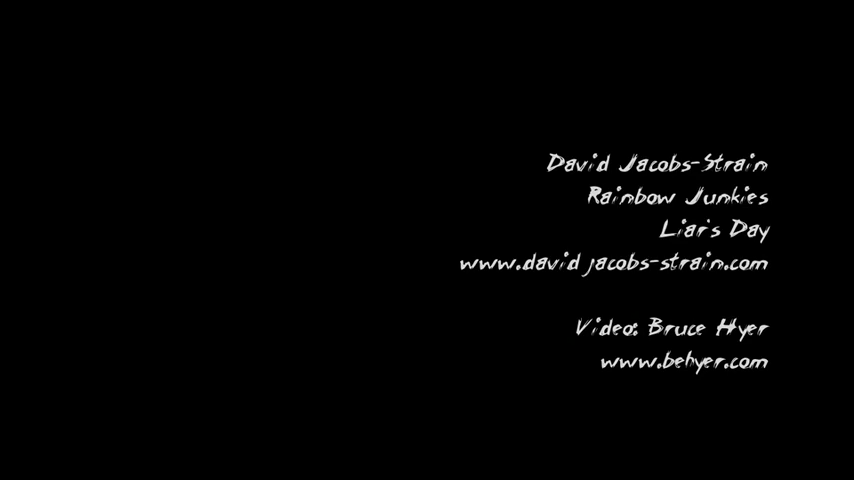 David Jacobs-Strain
Rainbow Junkies
Liar's Day
www.davidjacobs-strain.com
Video: Bruce Hyer
www.behyer.com